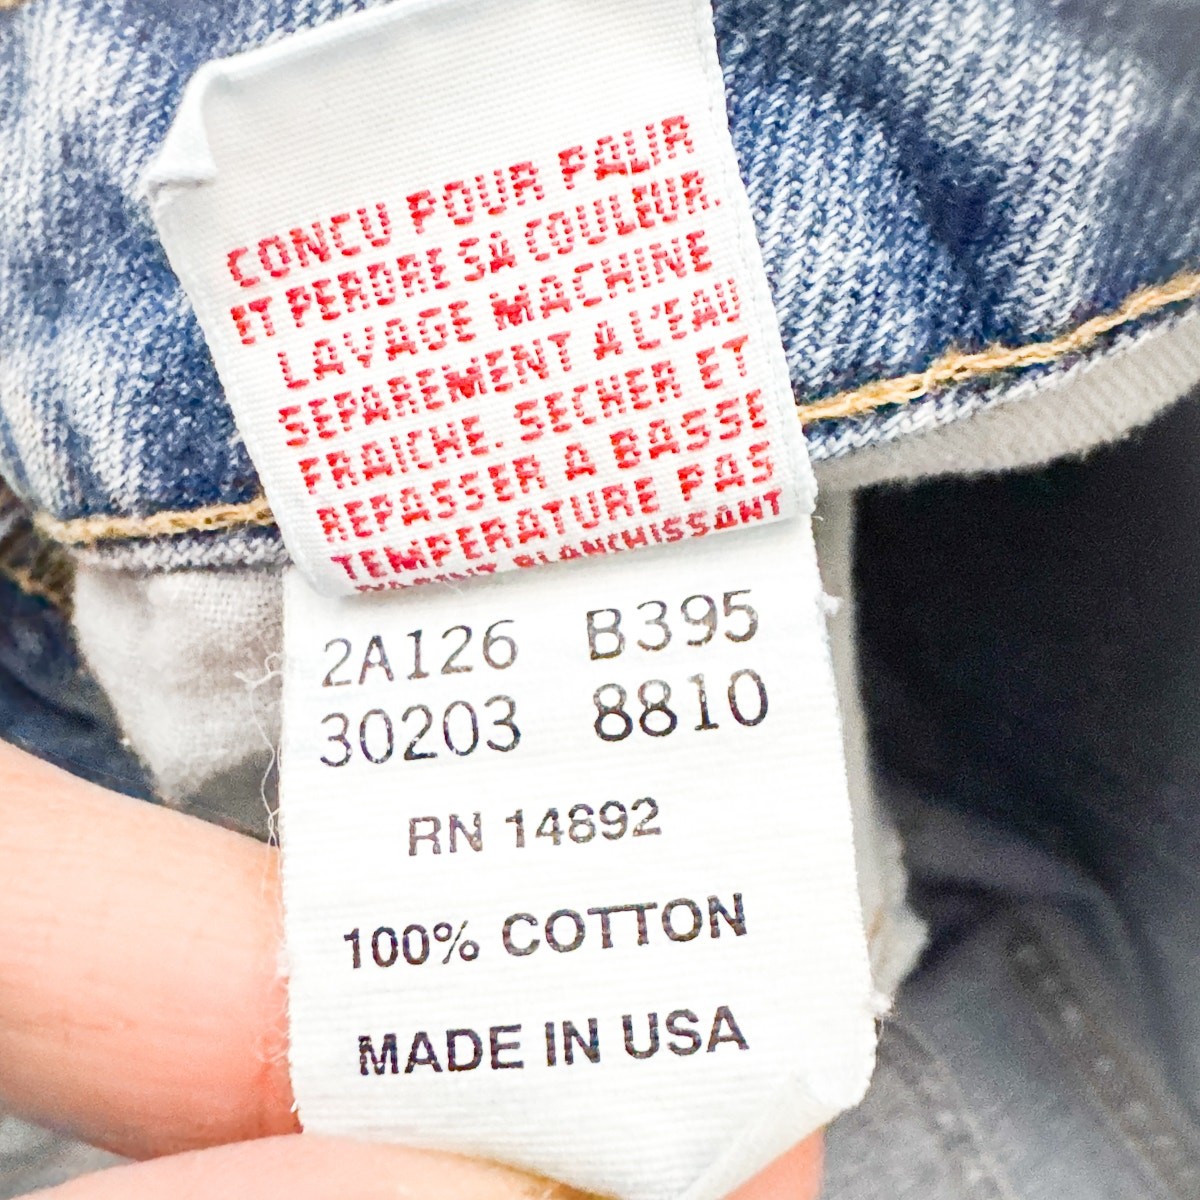 CONCU POUR PALIR
ET PERDRE SA COULEUR.
LAVAGE MACHINE
SEPAREMENT A L'EAU
FRAICHE. SECHER ET
REPASSER A BASSE
TEMPERATURE PAS
BLANCHISSANT
2A126 B395
30203 8810
RN 14892
100% COTTON
MADE IN USA